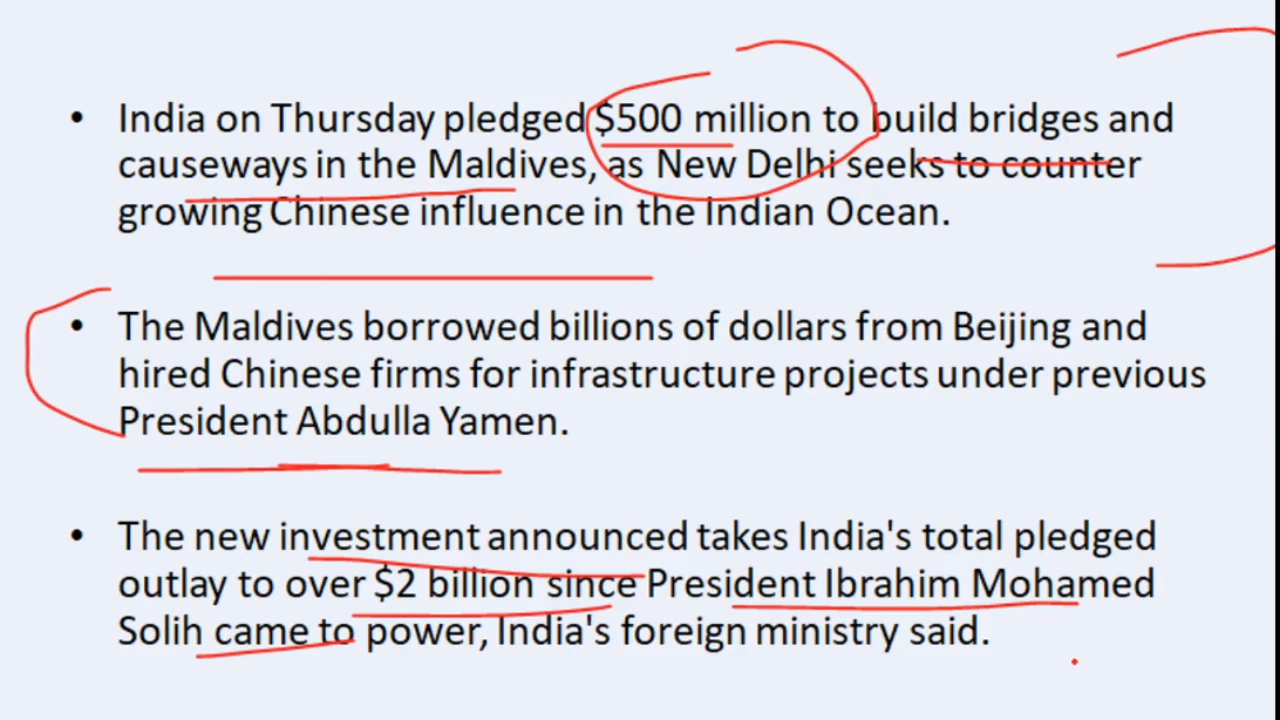 • India on Thursday pledged $500 million to build bridges and
causeways in the Maldives, as New Delhi seeks to counter
growing Chinese influence in the Indian Ocean.
• The Maldives borrowed billions of dollars from Beijing and
hired Chinese firms for infrastructure projects under previous
President Abdulla Yamen.
• The new investment announced takes India's total pledged
outlay to over $2 billion since President Ibrahim Mohamed
Solih came to power, India's foreign ministry said.